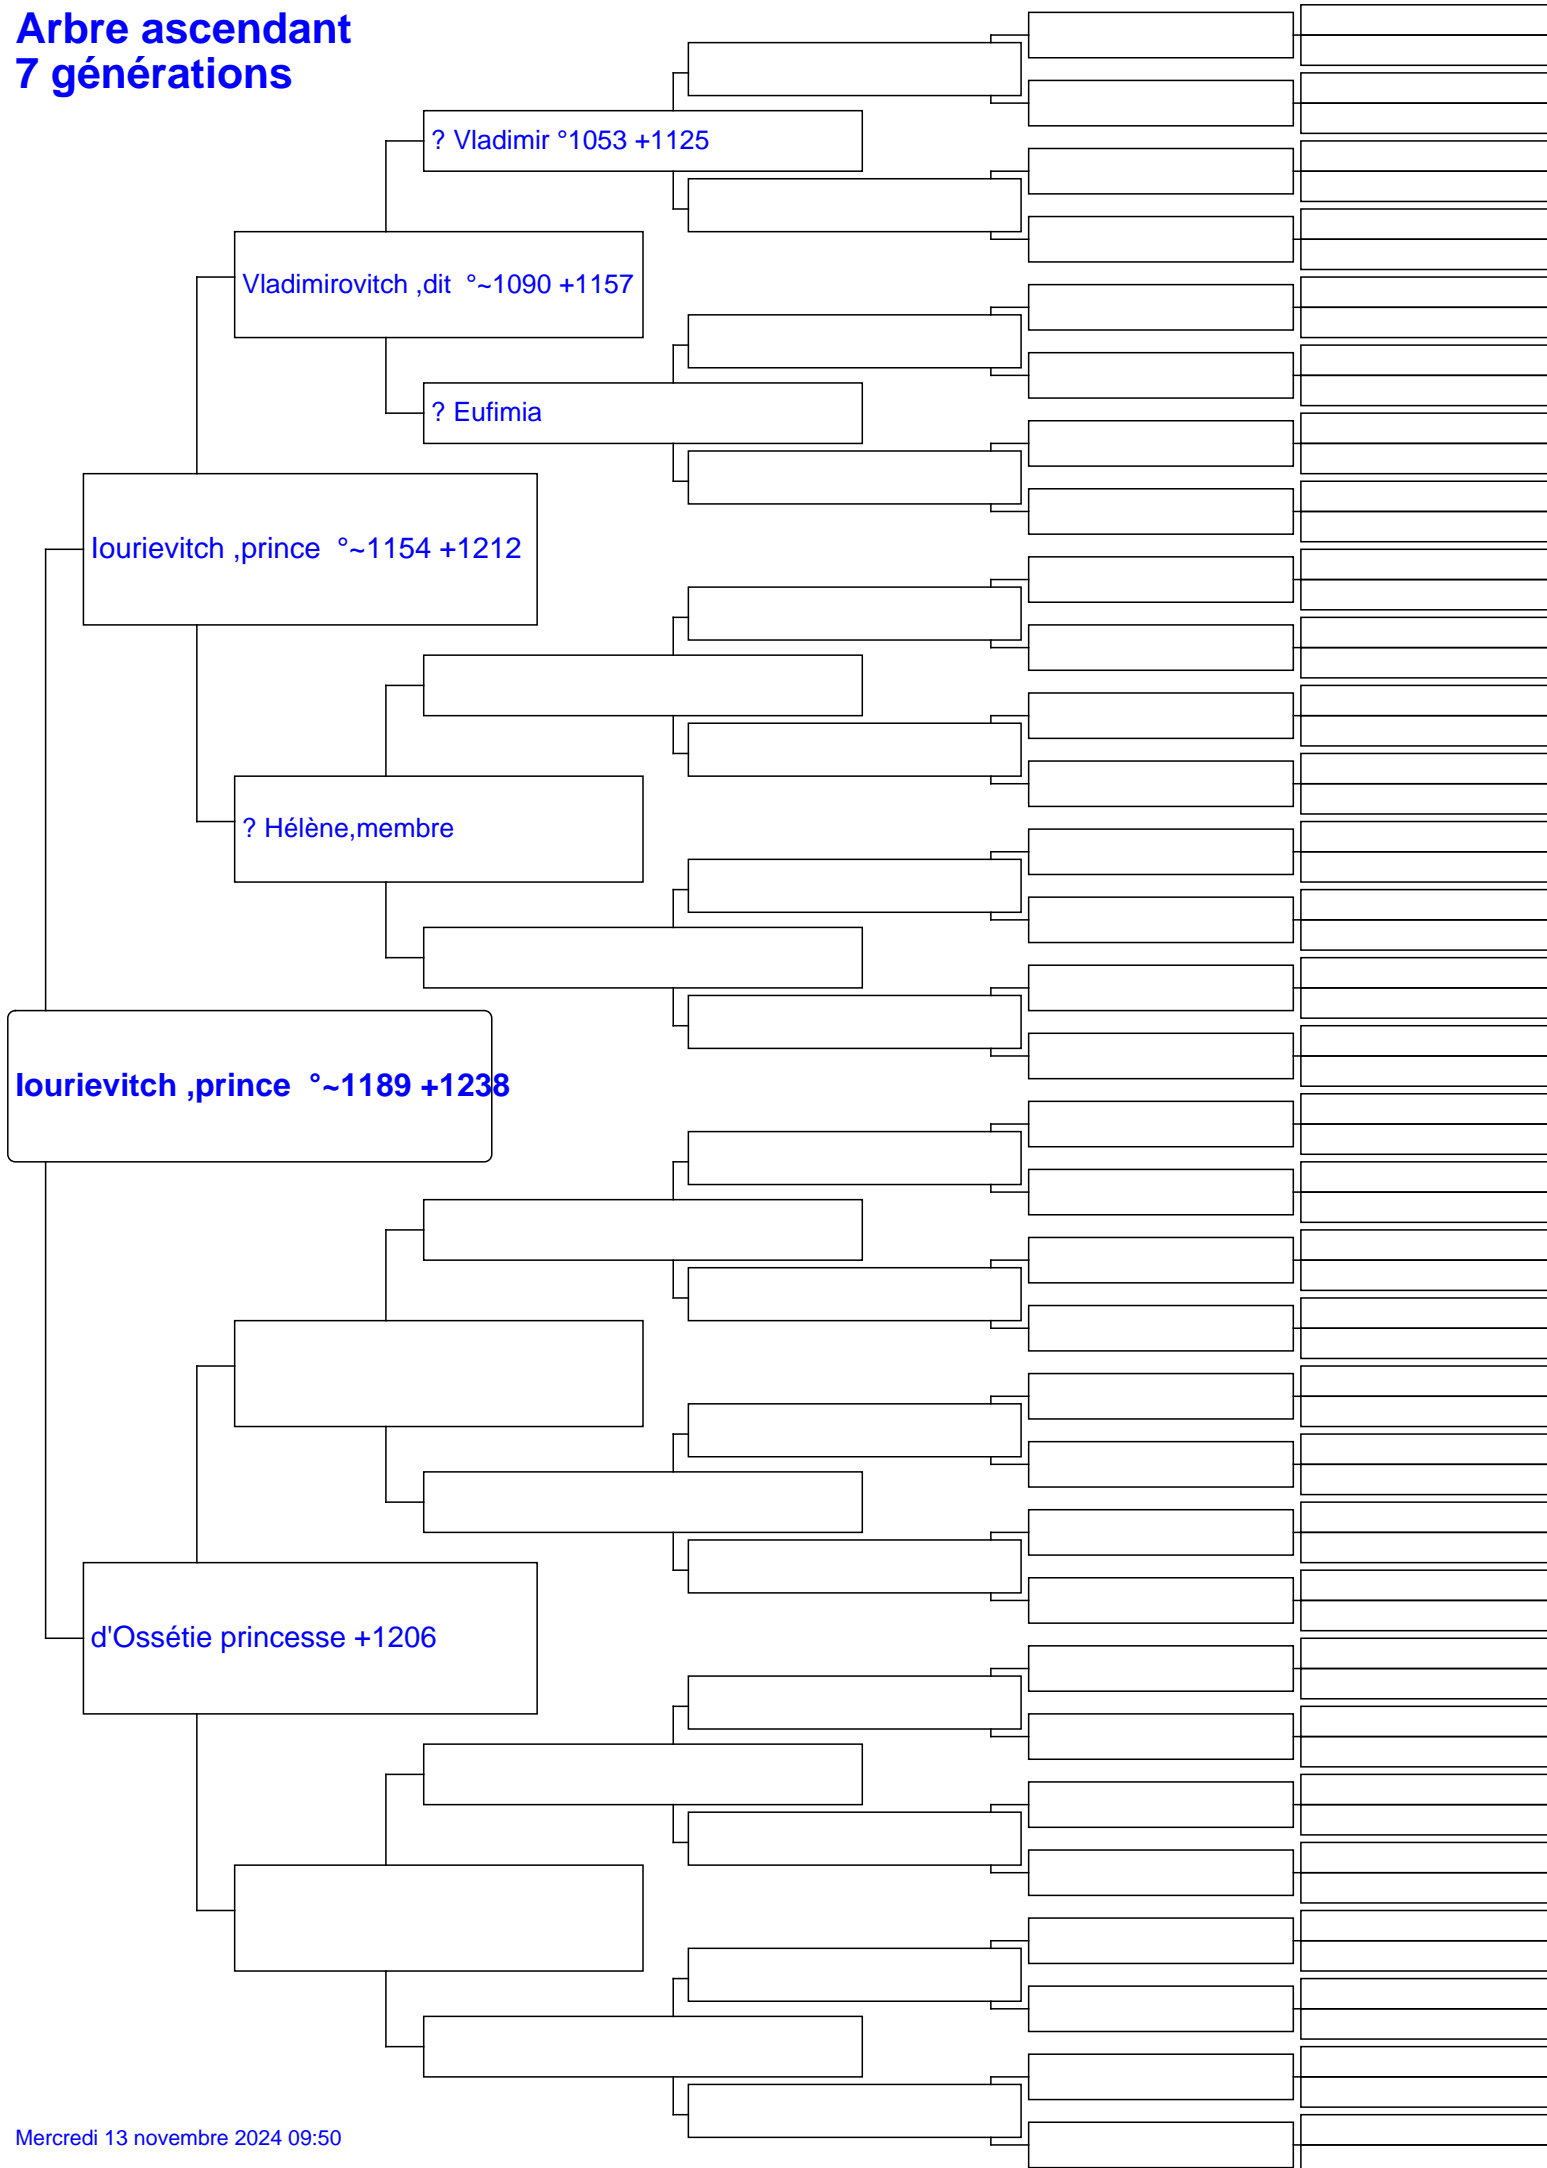 Arbre ascendant
7 générations
? Vladimir °1053 +1125
Vladimirovitch ,dit  °~1090 +1157
? Eufimia
Iourievitch ,prince  °~1154 +1212
? Hélène,membre
Iourievitch ,prince  °~1189 +1238
d'Ossétie princesse +1206
Mercredi 13 novembre 2024 09:50